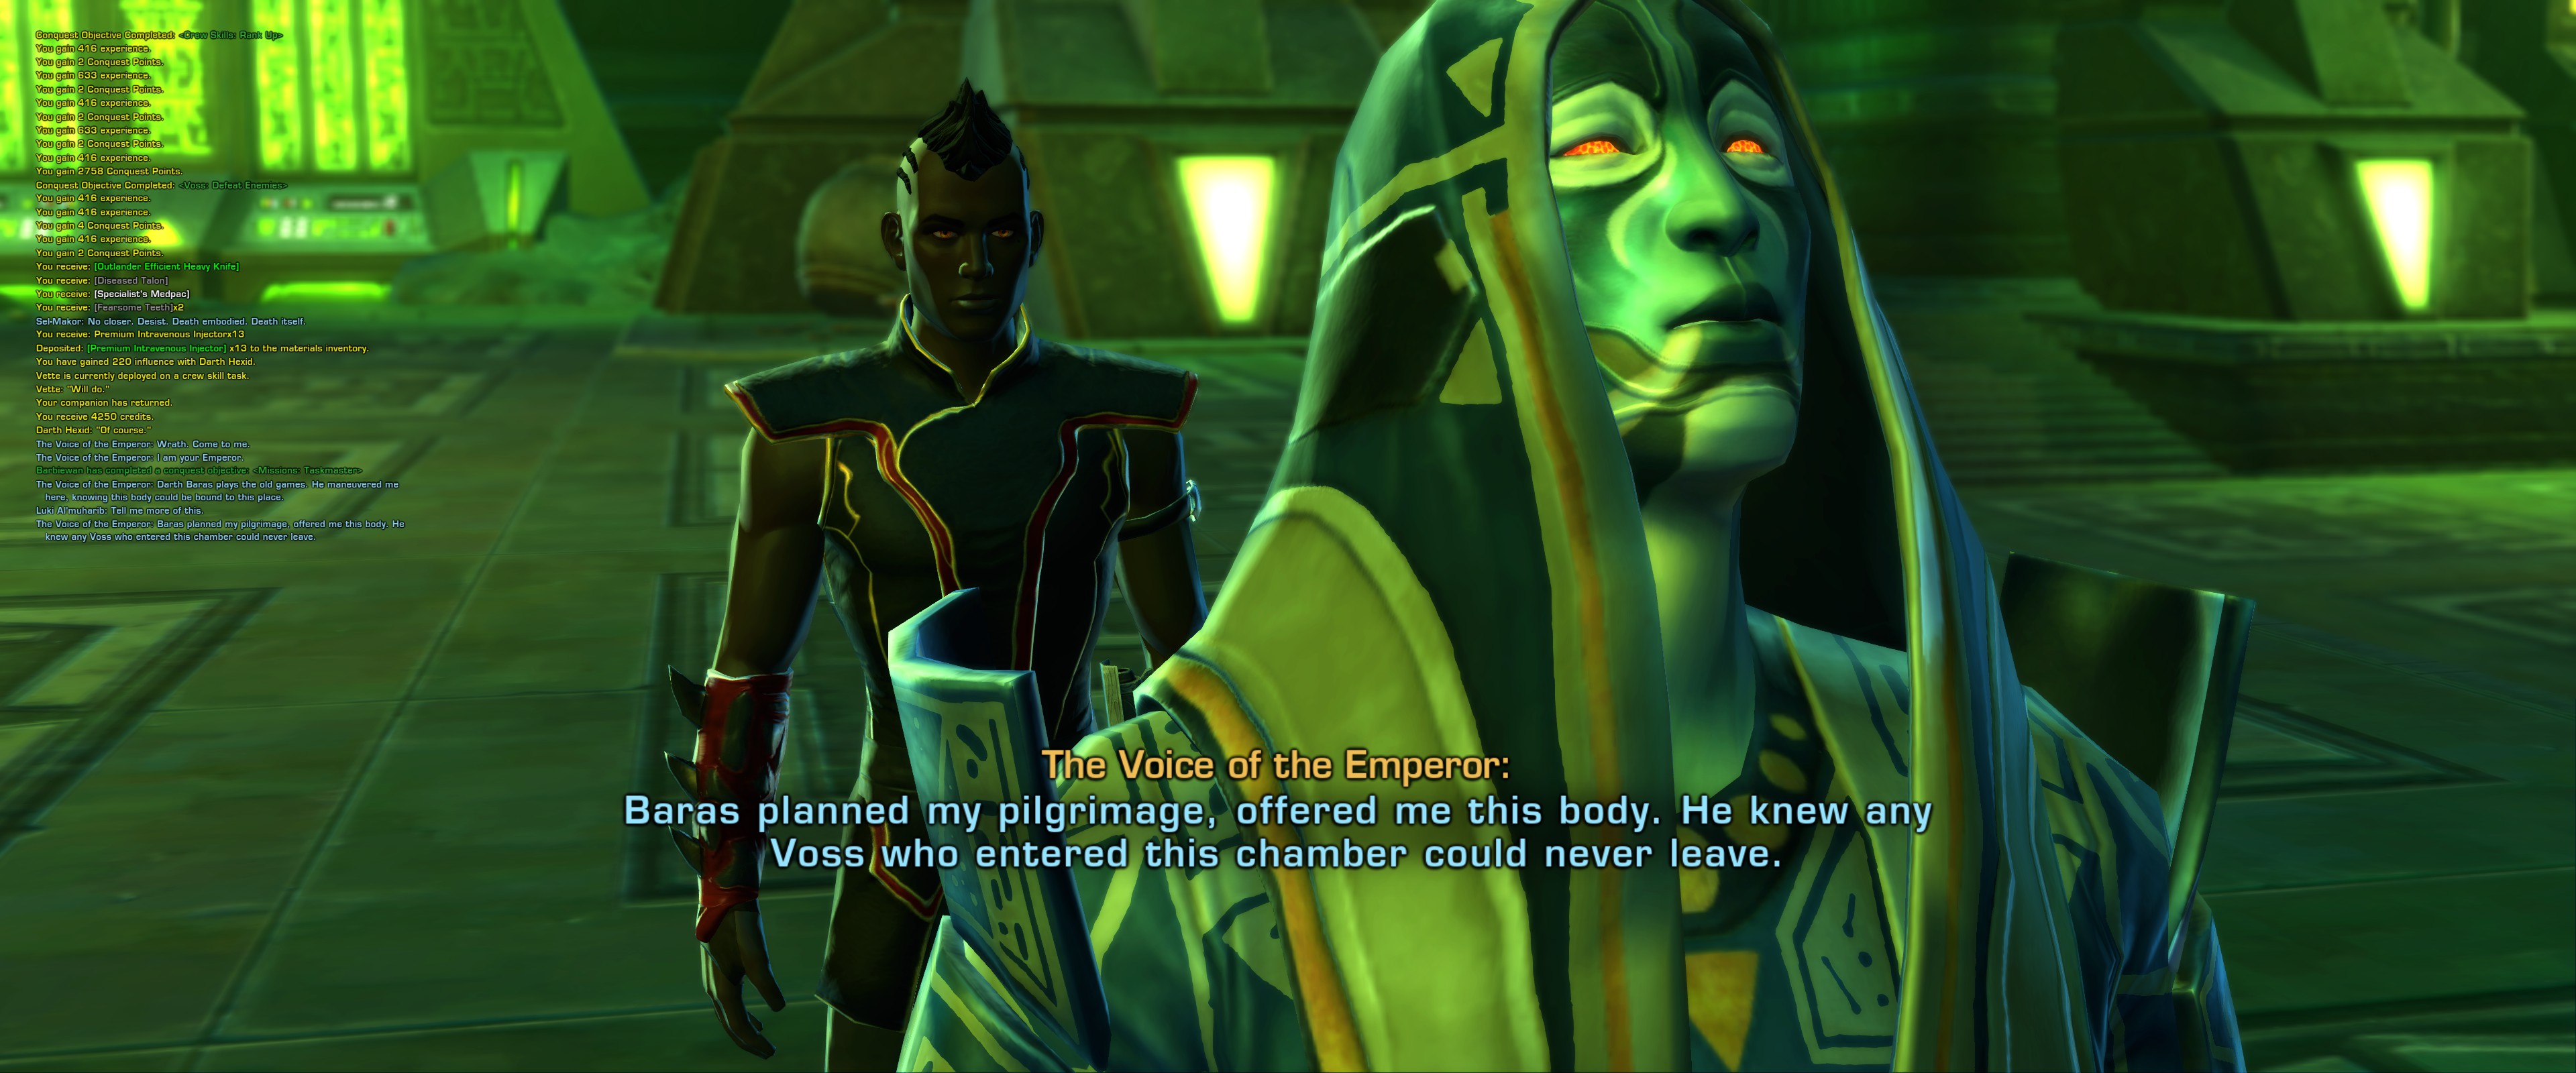 Conquest Objective Completed: <Crew Skills: Rank Up>
You gain 416 experience.
You gain 2 Conquest Points.
You gain 633 experience.
You gain 2 Conquest Points.
You gain 416 experience.
You gain 2 Conquest Points.
You gain 633 experience.
You gain 2 Conquest Points.
You gain 416 experience.
You gain 2758 Conquest Points.
Conquest Objective Completed: <Voss: Defeat Enemies>
You gain 416 experience.
You gain 416 experience.
You gain 4 Conquest Points.
You gain 416 experience.
You gain 2 Conquest Points.
You receive: [Outlander Efficient Heavy Knife]
You receive: [Diseased Talon]
You receive: [Specialist's Medpac]
You receive: [Fearsome Teeth]x2
Sel-Makor: No closer. Desist. Death embodied. Death itself.
You receive: Premium Intravenous Injectorx13
Deposited: [Premium Intravenous Injector] x13 to the materials inventory.
You have gained 220 influence with Darth Hexid.
Vette is currently deployed on a crew skill task.
Vette: "Will do."
Your companion has returned.
You receive 4250 credits.
Darth Hexid: "Of course."
The Voice of the Emperor: Wrath. Come to me.
The Voice of the Emperor: I am your Emperor.
Barbiewan has completed a conquest objective: <Missions: Taskmaster>
The Voice of the Emperor: Darth Baras plays the old games. He maneuvered me
here, knowing this body could be bound to this place.
Luki Al'muharib: Tell me more of this.
The Voice of the Emperor: Baras planned my pilgrimage, offered me this body. He
knew any Voss who entered this chamber could never leave.
The Voice of the Emperor:
Baras planned my pilgrimage, offered me this body. He knew any
Voss who entered this chamber could never leave.